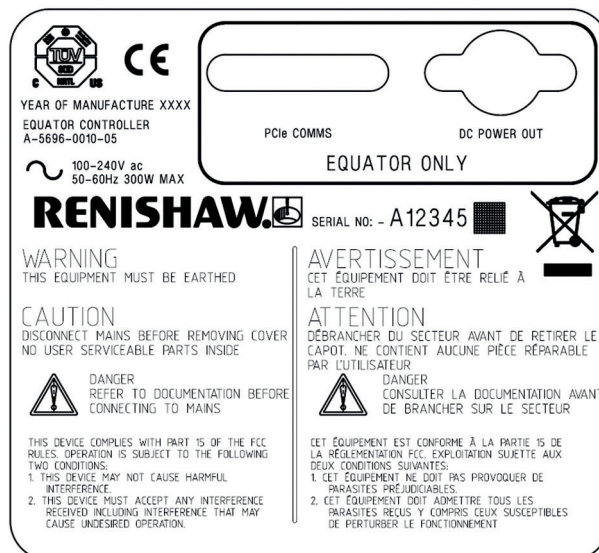 TÜV
C US
CE
YEAR OF MANUFACTURE XXXX
EQUATOR CONTROLLER
A-5696-0010-05
100-240V ac
50-60Hz 300W MAX
PCIe COMMS
DC POWER OUT
EQUATOR ONLY
RENISHAW.
SERIAL NO: - A12345
WARNING
THIS EQUIPMENT MUST BE EARTHED
CAUTION
DISCONNECT MAINS BEFORE REMOVING COVER
NO USER SERVICEABLE PARTS INSIDE
DANGER
REFER TO DOCUMENTATION BEFORE
CONNECTING TO MAINS
THIS DEVICE COMPLIES WITH PART 15 OF THE FCC
RULES. OPERATION IS SUBJECT TO THE FOLLOWING
TWO CONDITIONS:
1. THIS DEVICE MAY NOT CAUSE HARMFUL
INTERFERENCE.
2. THIS DEVICE MUST ACCEPT ANY INTERFERENCE
RECEIVED INCLUDING INTERFERENCE THAT MAY
CAUSE UNDESIRED OPERATION.
AVERTISSEMENT
CET ÉQUIPEMENT DOIT ÊTRE RELIÉ À
LA TERRE
ATTENTION
DÉBRANCHER DU SECTEUR AVANT DE RETIRER LE
CAPOT. NE CONTIENT AUCUNE PIÈCE RÉPARABLE
PAR L'UTILISATEUR
DANGER
CONSULTER LA DOCUMENTATION AVANT
DE BRANCHER SUR LE SECTEUR
CET ÉQUIPEMENT EST CONFORME À LA PARTIE 15 DE
LA RÉGLEMENTATION FCC. EXPLOITATION SUJETTE AUX
DEUX CONDITIONS SUIVANTES:
1. CET ÉQUIPEMENT NE DOIT PAS PROVOQUER DE
PARASITES PRÉJUDICIABLES.
2. CET ÉQUIPEMENT DOIT ADMETTRE TOUS LES
PARASITES REÇUS Y COMPRIS CEUX SUSCEPTIBLES
DE PERTURBER LE FONCTIONNEMENT